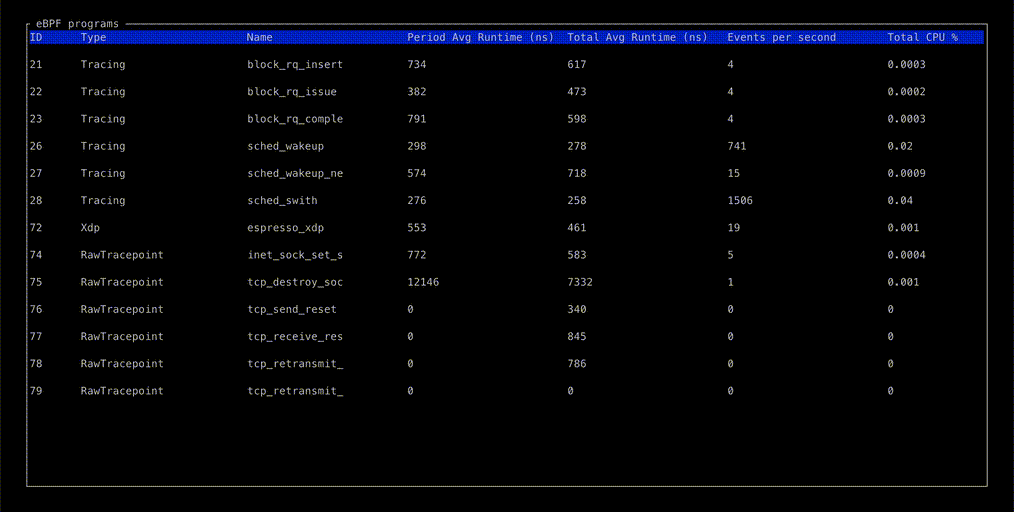 eBPF programs
ID Type Name Period Avg Runtime (ns) Total Avg Runtime (ns) Events per second Total CPU %
21 Tracing block_rq_insert 734 617 4 0.0003
22 Tracing block_rq_issue 382 473 4 0.0002
23 Tracing block_rq_comple 791 598 4 0.0003
26 Tracing sched_wakeup 298 278 741 0.02
27 Tracing sched_wakeup_ne 574 718 15 0.0009
28 Tracing sched_swith 276 258 1506 0.04
72 Xdp espresso_xdp 553 461 19 0.001
74 RawTracepoint inet_sock_set_s 772 583 5 0.0004
75 RawTracepoint tcp_destroy_soc 12146 7332 1 0.001
76 RawTracepoint tcp_send_reset 0 340 0 0
77 RawTracepoint tcp_receive_res 0 845 0 0
78 RawTracepoint tcp_retransmit_ 0 786 0 0
79 RawTracepoint tcp_retransmit_ 0 0 0 0